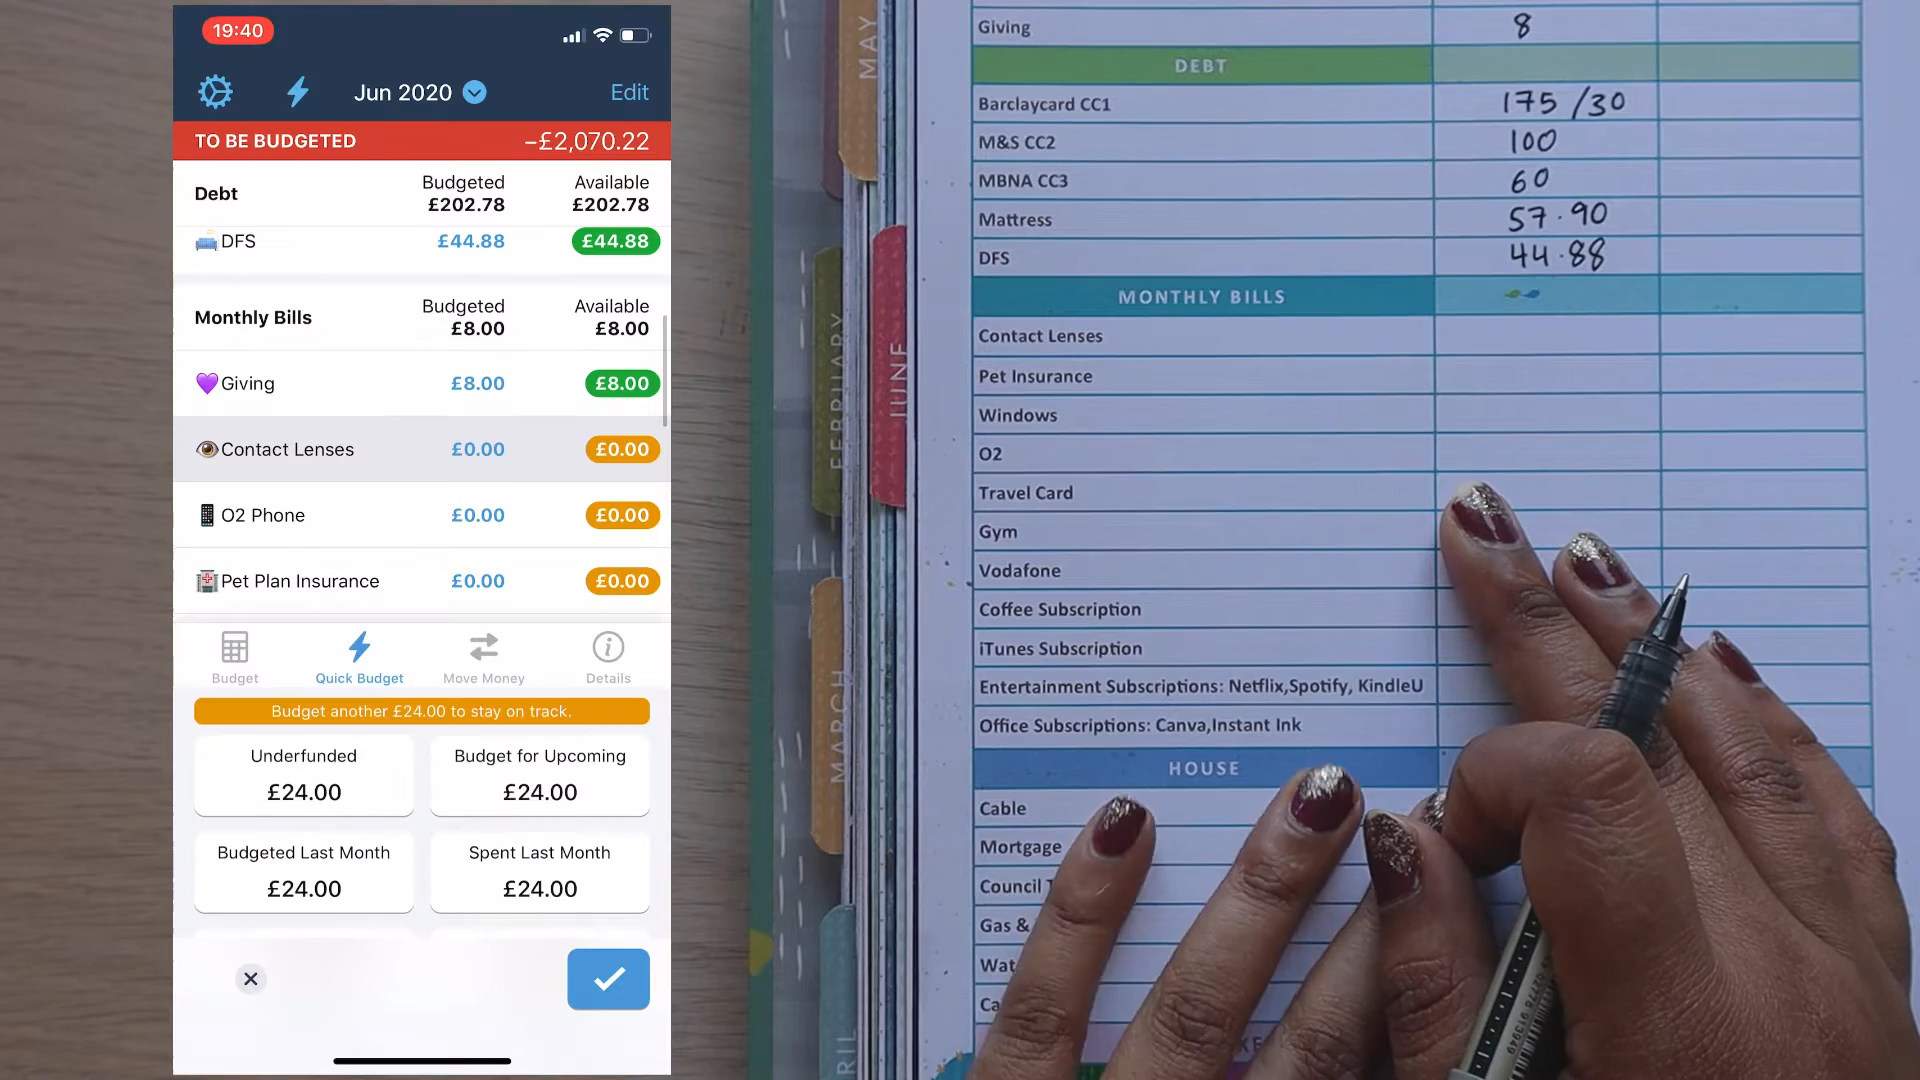 19:40
Jun 2020
Edit
TO BE BUDGETED
−£2,070.22
Debt
Budgeted
£202.78
Available
£202.78
DFS
£44.88
£44.88
Monthly Bills
Budgeted
£8.00
Available
£8.00
Giving
£8.00
£8.00
Contact Lenses
£0.00
£0.00
O2 Phone
£0.00
£0.00
Pet Plan Insurance
£0.00
£0.00
Budget
Quick Budget
Move Money
Details
Budget another £24.00 to stay on track.
Underfunded
£24.00
Budget for Upcoming
£24.00
Budgeted Last Month
£24.00
Spent Last Month
£24.00
MAY
FEBRUARY
JUNE
MARCH
Giving 8
DEBT
Barclaycard CC1 175 /30
M&S CC2 100
MBNA CC3 60
Mattress 57.90
DFS 44.88
MONTHLY BILLS
Contact Lenses
Pet Insurance
Windows
O2
Travel Card
Gym
Vodafone
Coffee Subscription
iTunes Subscription
Entertainment Subscriptions: Netflix,Spotify, KindleU
Office Subscriptions: Canva,Instant Ink
HOUSE
Cable
Mortgage
Council
Gas &